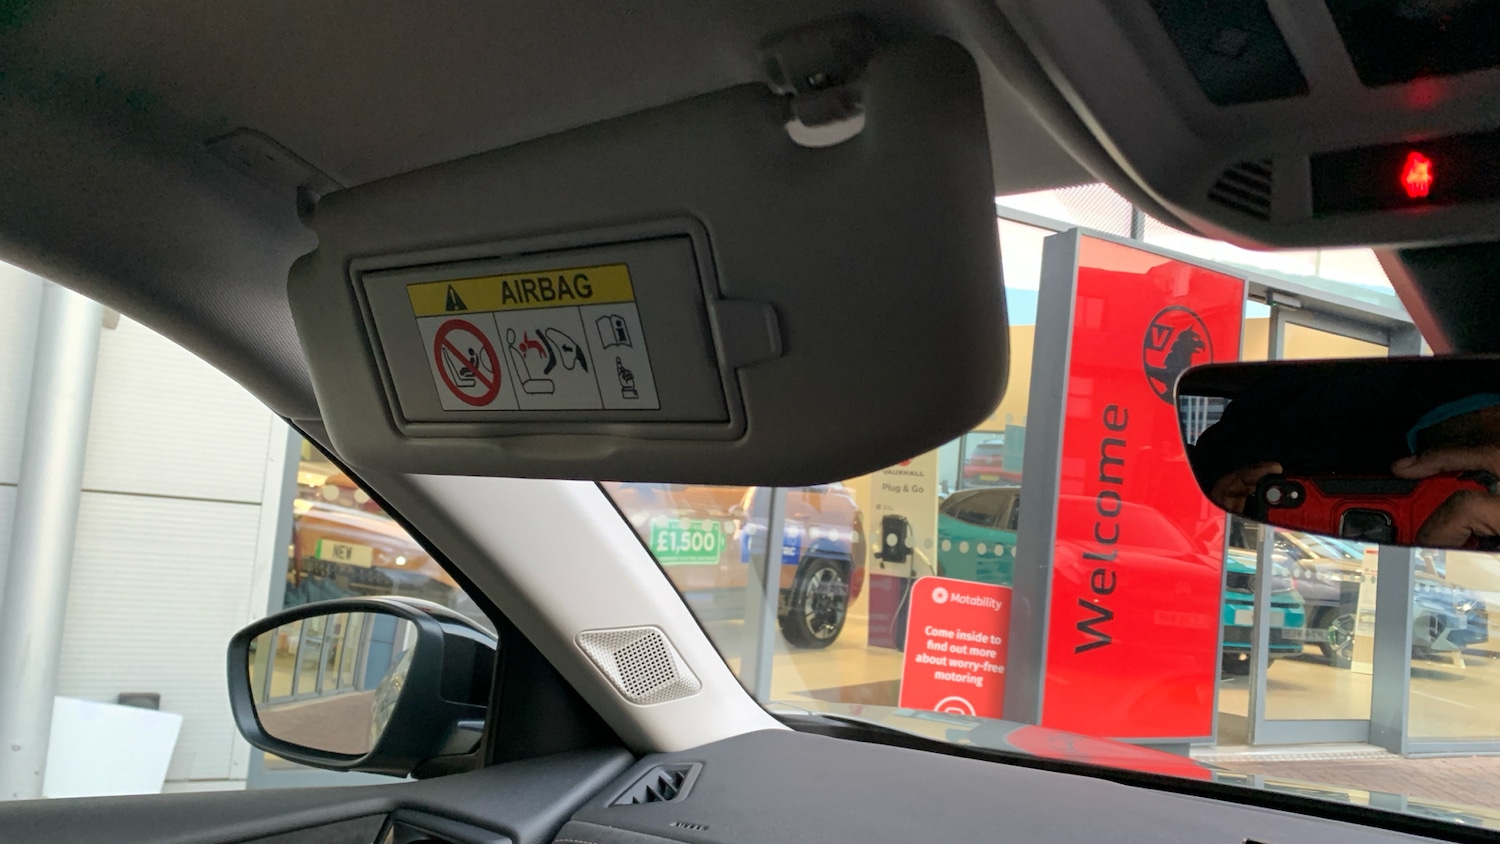 AIRBAG
V
Welcome
VAUXHALL
Plug & Go
£1,500
NEW
Motability
Come inside to
find out more
about worry-free
motoring